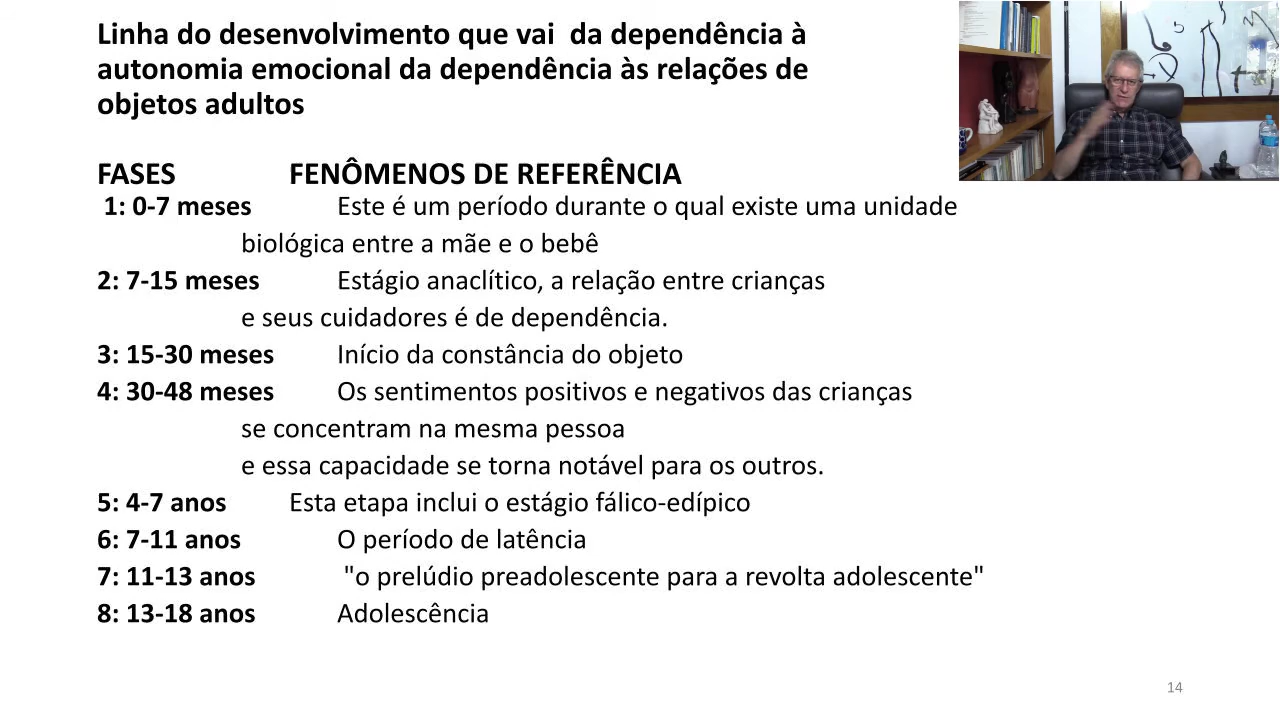 Linha do desenvolvimento que vai  da dependência à
autonomia emocional da dependência às relações de
objetos adultos
FASES FENÔMENOS DE REFERÊNCIA
1: 0-7 meses Este é um período durante o qual existe uma unidade
biológica entre a mãe e o bebê
2: 7-15 meses Estágio anaclítico, a relação entre crianças
e seus cuidadores é de dependência.
3: 15-30 meses Início da constância do objeto
4: 30-48 meses Os sentimentos positivos e negativos das crianças
se concentram na mesma pessoa
e essa capacidade se torna notável para os outros.
5: 4-7 anos Esta etapa inclui o estágio fálico-edípico
6: 7-11 anos O período de latência
7: 11-13 anos "o prelúdio preadolescente para a revolta adolescente"
8: 13-18 anos Adolescência
14